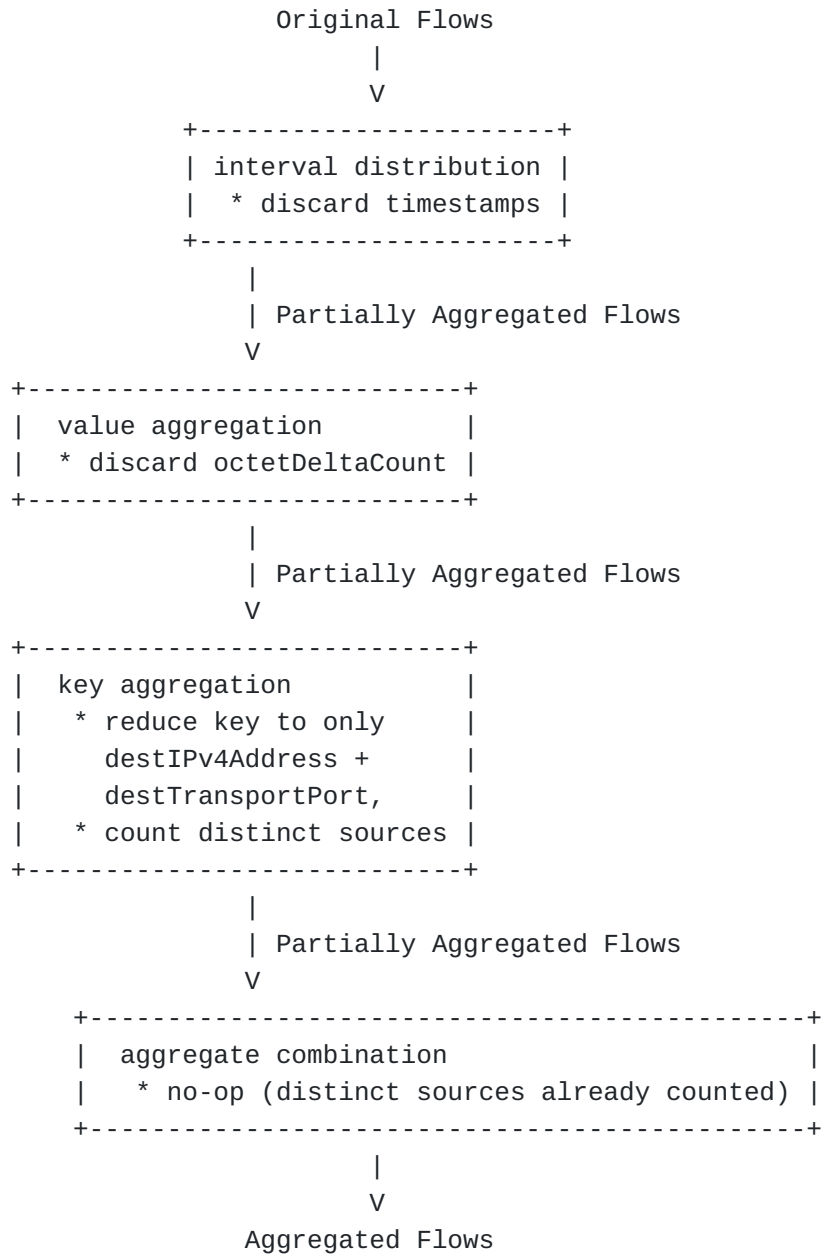 Original Flows
|
V
+-----------------------+
| interval distribution |
|  * discard timestamps |
+-----------------------+
|
| Partially Aggregated Flows
V
+----------------------------+
|  value aggregation         |
|  * discard octetDeltaCount |
+----------------------------+
|
| Partially Aggregated Flows
V
+----------------------------+
|  key aggregation           |
|   * reduce key to only     |
|     destIPv4Address +      |
|     destTransportPort,     |
|   * count distinct sources |
+----------------------------+
|
| Partially Aggregated Flows
V
+----------------------------------------------+
|  aggregate combination                       |
|   * no-op (distinct sources already counted) |
+----------------------------------------------+
|
V
Aggregated Flows